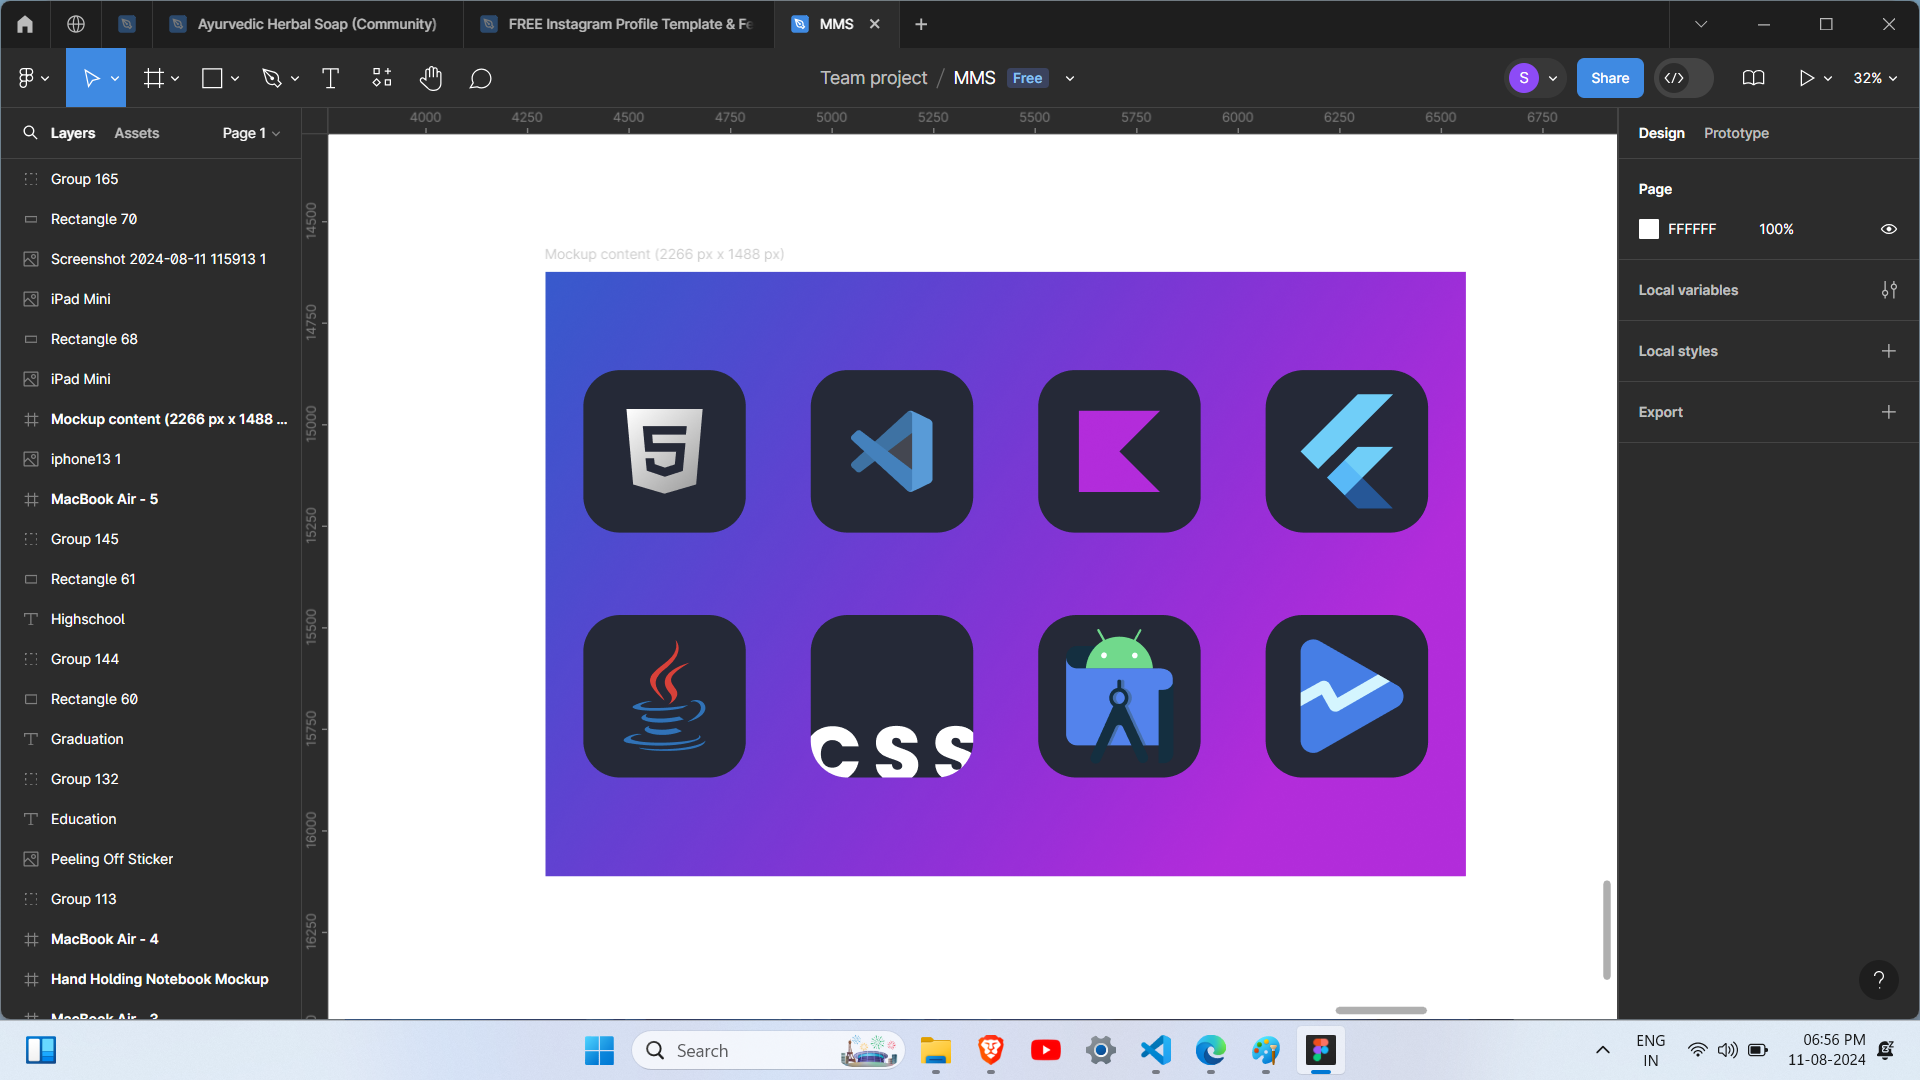 Ayurvedic Herbal Soap (Community)
FREE Instagram Profile Template & Fe
MMS
Team project / MMS Free
S
Share
32%
Layers Assets Page 1
4000 4250 4500 4750 5000 5250 5500 5750 6000 6250 6500 6750
Design Prototype
Group 165
Rectangle 70
Screenshot 2024-08-11 115913 1
iPad Mini
Rectangle 68
iPad Mini
Mockup content (2266 px x 1488 ...
iphone13 1
MacBook Air - 5
Group 145
Rectangle 61
Highschool
Group 144
Rectangle 60
Graduation
Group 132
Education
Peeling Off Sticker
Group 113
MacBook Air - 4
Hand Holding Notebook Mockup
MacBook Air - 3
14500
14750
15000
15250
15500
15750
16000
16250
Mockup content (2266 px x 1488 px)
5
CSS
Page
FFFFFF 100%
Local variables
Local styles
Export
?
Search
ENG
IN
06:56 PM
11-08-2024